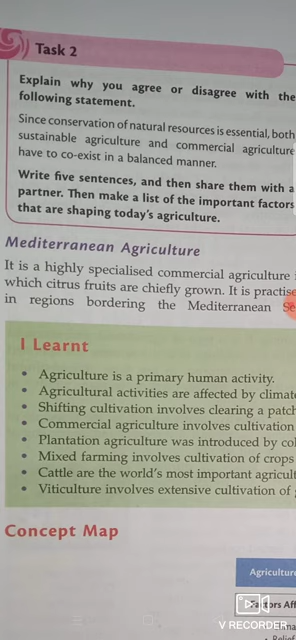 Task 2
Explain why you agree or disagree with the
following statement.
Since conservation of natural resources is essential, both
sustainable agriculture and commercial agriculture
have to co-exist in a balanced manner.
Write five sentences, and then share them with a
partner. Then make a list of the important factors
that are shaping today's agriculture.
Mediterranean Agriculture
It is a highly specialised commercial agriculture
which citrus fruits are chiefly grown. It is
in regions bordering the Mediterranean
I Learnt
• Agriculture is a primary human activity.
• Agricultural activities are affected by
• Shifting cultivation involves clearing a patch
• Commercial agriculture involves cultivation
• Plantation agriculture was introduced by
• Mixed farming involves cultivation of crops
• Cattle are the world's most important
• Viticulture involves extensive cultivation of
Concept Map
Agriculture
V RECORDER